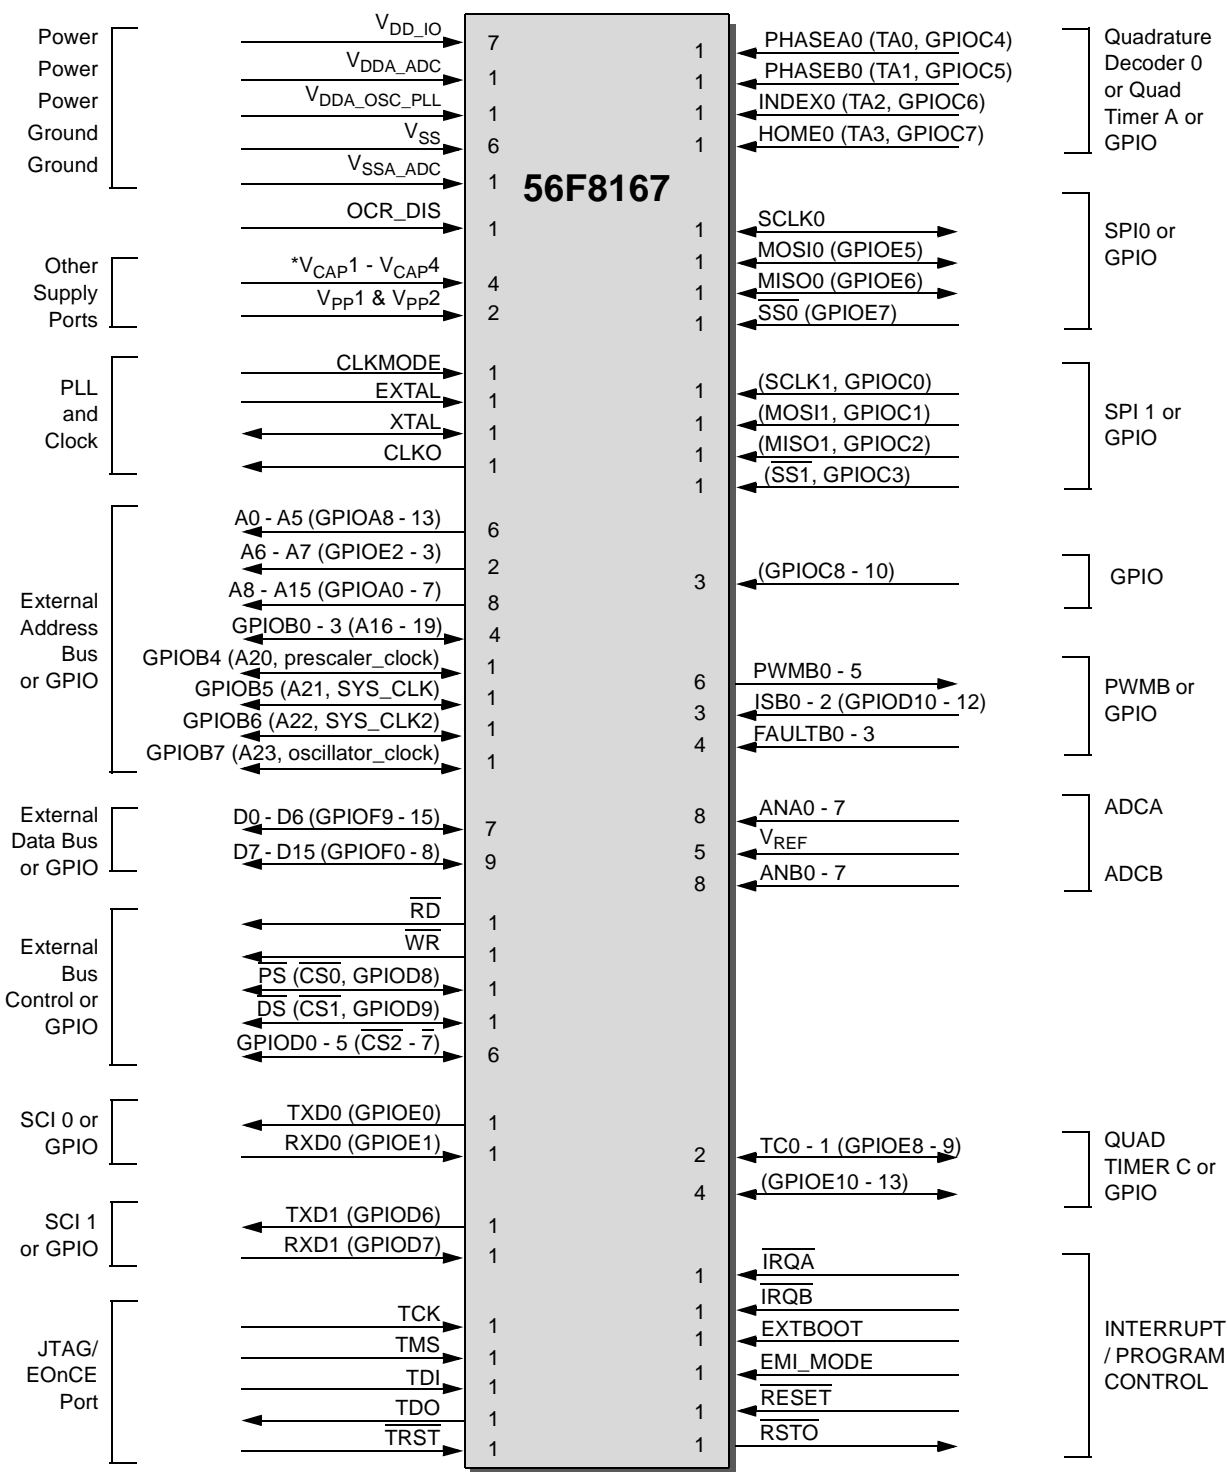 56F8167
Power
Power
Power
Ground
Ground
VDD_IO 7
VDDA_ADC 1
VDDA_OSC_PLL 1
VSS 6
VSSA_ADC 1
OCR_DIS 1
Other
Supply
Ports
*VCAP1 - VCAP4 4
VPP1 & VPP2 2
PLL
and
Clock
CLKMODE 1
EXTAL 1
XTAL 1
CLKO 1
External
Address
Bus
or GPIO
A0 - A5 (GPIOA8 - 13) 6
A6 - A7 (GPIOE2 - 3) 2
A8 - A15 (GPIOA0 - 7) 8
GPIOB0 - 3 (A16 - 19) 4
GPIOB4 (A20, prescaler_clock) 1
GPIOB5 (A21, SYS_CLK) 1
GPIOB6 (A22, SYS_CLK2) 1
GPIOB7 (A23, oscillator_clock) 1
External
Data Bus
or GPIO
D0 - D6 (GPIOF9 - 15) 7
D7 - D15 (GPIOF0 - 8) 9
External
Bus
Control or
GPIO
RD 1
WR 1
PS (CS0, GPIOD8) 1
DS (CS1, GPIOD9) 1
GPIOD0 - 5 (CS2 - 7) 6
SCI 0 or
GPIO
TXD0 (GPIOE0) 1
RXD0 (GPIOE1) 1
SCI 1
or GPIO
TXD1 (GPIOD6) 1
RXD1 (GPIOD7) 1
JTAG/
EOnCE
Port
TCK 1
TMS 1
TDI 1
TDO 1
TRST 1
1 PHASEA0 (TA0, GPIOC4)
1 PHASEB0 (TA1, GPIOC5)
1 INDEX0 (TA2, GPIOC6)
1 HOME0 (TA3, GPIOC7)
Quadrature
Decoder 0
or Quad
Timer A or
GPIO
1 SCLK0
1 MOSI0 (GPIOE5)
1 MISO0 (GPIOE6)
1 SS0 (GPIOE7)
SPI0 or
GPIO
1 (SCLK1, GPIOC0)
1 (MOSI1, GPIOC1)
1 (MISO1, GPIOC2)
1 (SS1, GPIOC3)
SPI 1 or
GPIO
3 (GPIOC8 - 10)
GPIO
6 PWMB0 - 5
3 ISB0 - 2 (GPIOD10 - 12)
4 FAULTB0 - 3
PWMB or
GPIO
8 ANA0 - 7
5 VREF
8 ANB0 - 7
ADCA
ADCB
2 TC0 - 1 (GPIOE8 - 9)
4 (GPIOE10 - 13)
QUAD
TIMER C or
GPIO
1 IRQA
1 IRQB
1 EXTBOOT
1 EMI_MODE
1 RESET
1 RSTO
INTERRUPT
/ PROGRAM
CONTROL